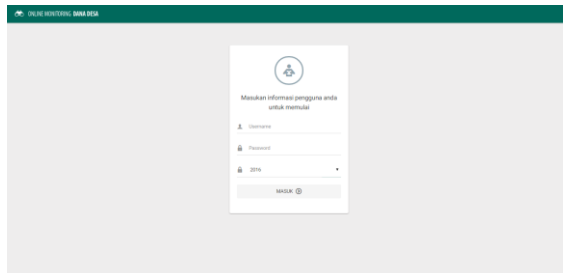 ONLINE MONITORING DANA DESA
Masukan informasi pengguna anda
untuk memulai
Username
Password
2016
MASUK